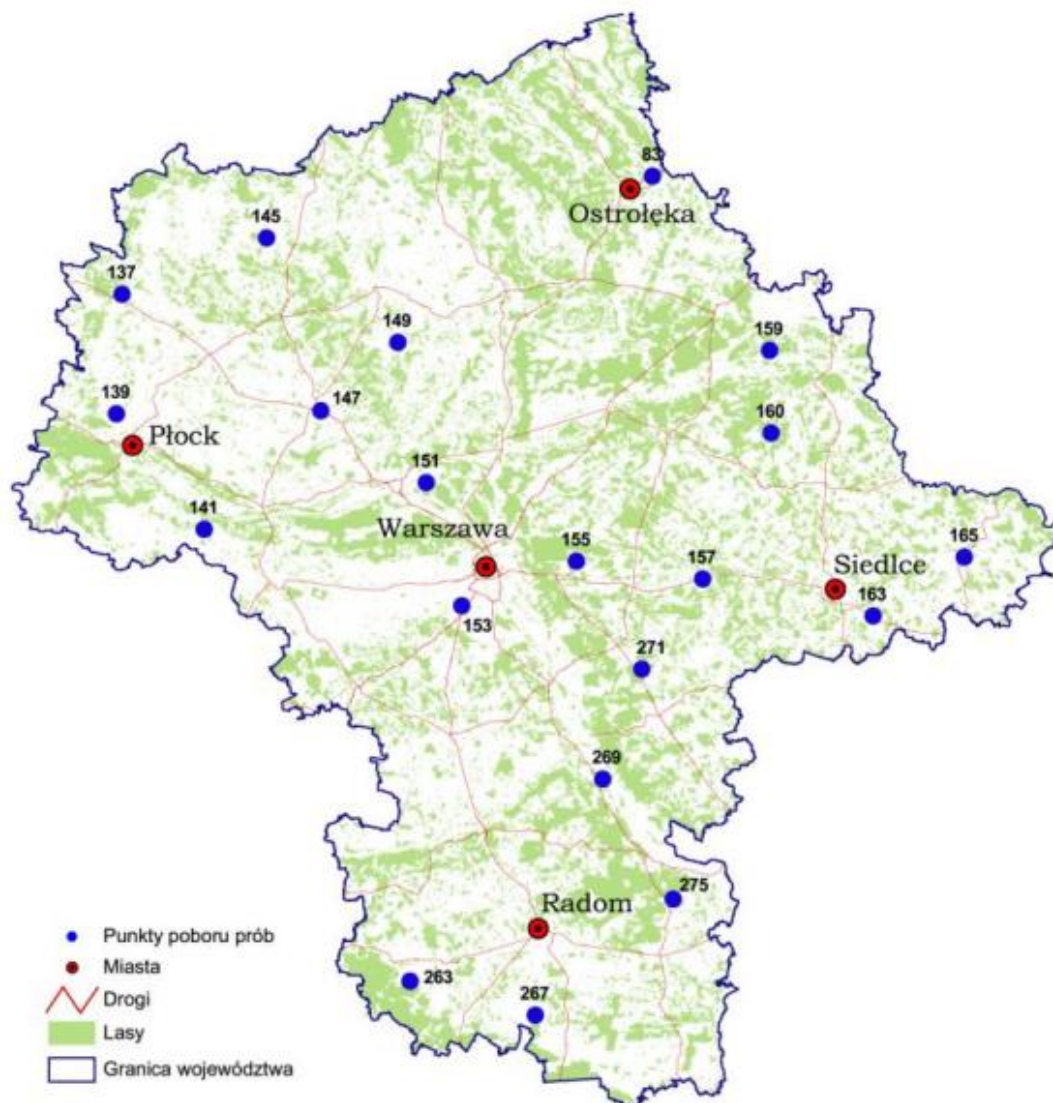 83
Ostrołęka
145
137
149
159
139
147
160
Płock
151
141
Warszawa
155
157
Siedlce
165
163
153
271
269
275
Radom
263
267
Punkty poboru prób
Miasta
Drogi
Lasy
Granica województwa